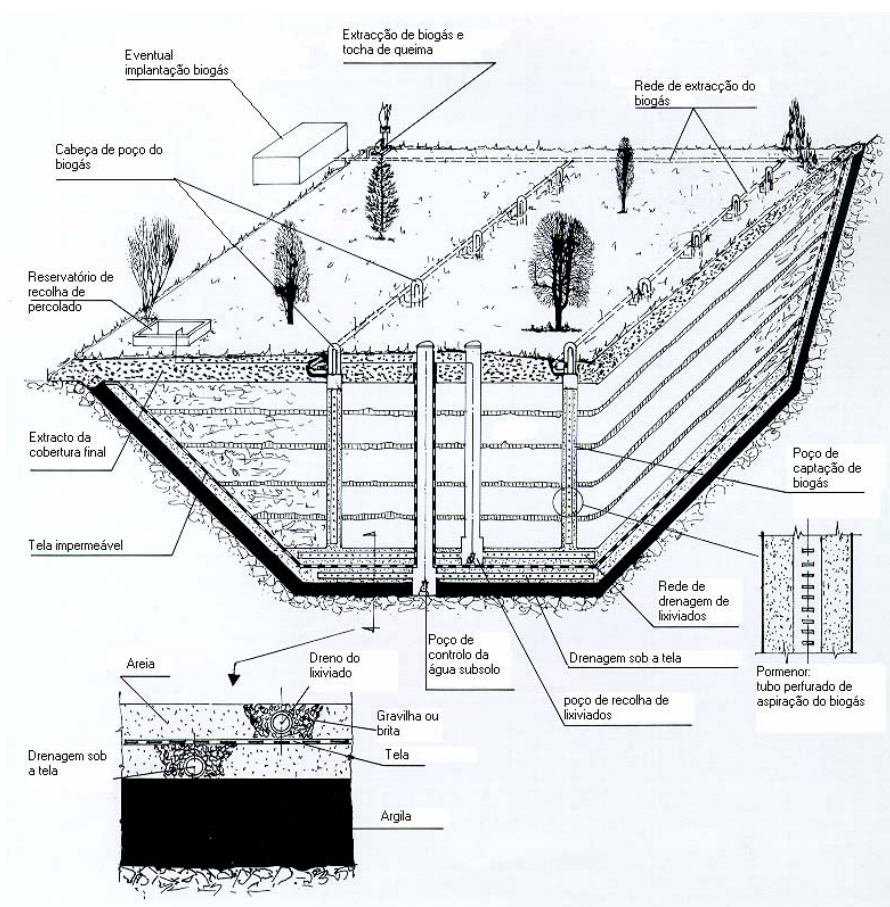 Extracção de biogás e
tocha de queima
Eventual
implantação biogás
Rede de extracção do
biogás
Cabeça de poço do
biogás
Reservatório de
recolha de
percolado
Extracto da
cobertura final
Poço de
captação de
biogás
Tela impermeável
Rede de
drenagem de
lixiviados
Poço de
controlo da
água subsolo
Drenagem sob a tela
poço de recolha de
lixiviados
Pormenor:
tubo perfurado de
aspiração do biogás
Areia
Dreno do
lixiviado
Gravilha ou
brita
Tela
Drenagem sob
a tela
Argila